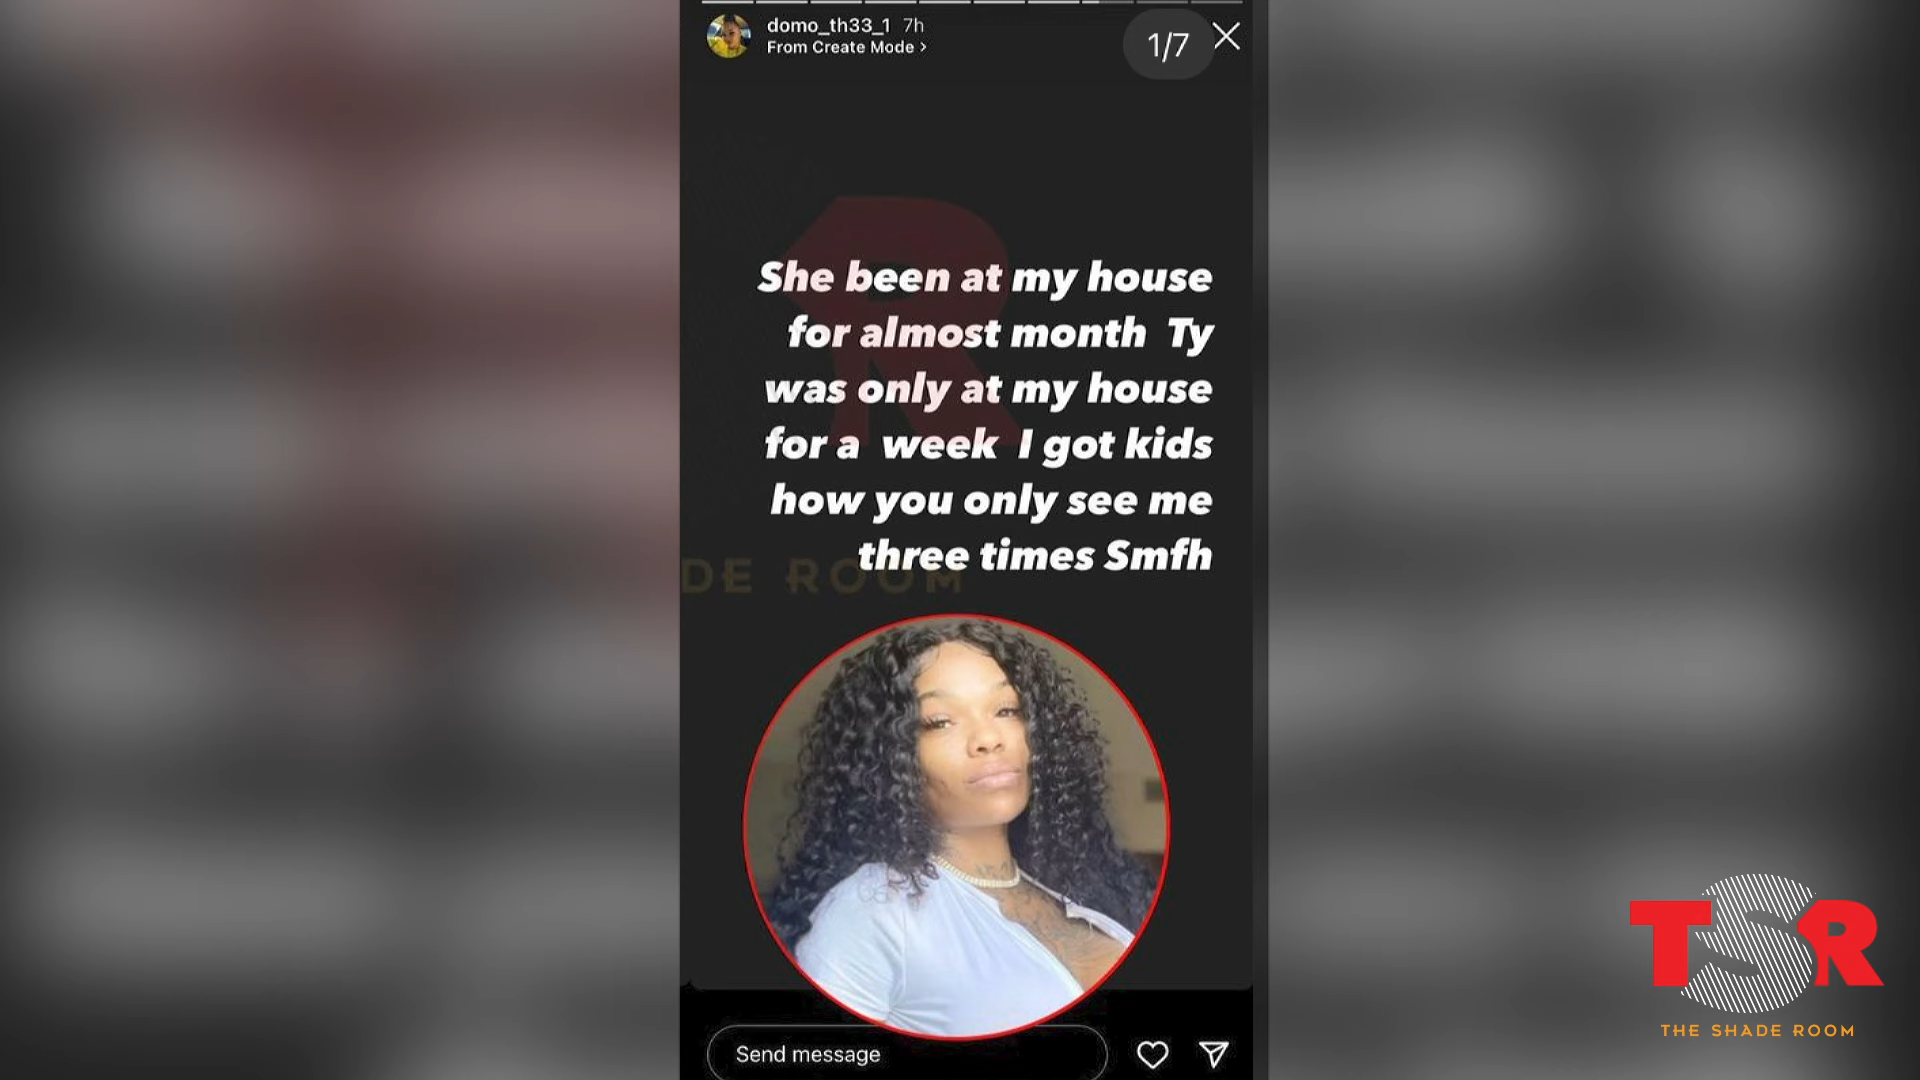 domo_th33_1 7h
From Create Mode >
1/7
She been at my house
for almost month Ty
was only at my house
for a week I got kids
how you only see me
three times Smfh
DE ROOM
Send message
TSR
THE SHADE ROOM